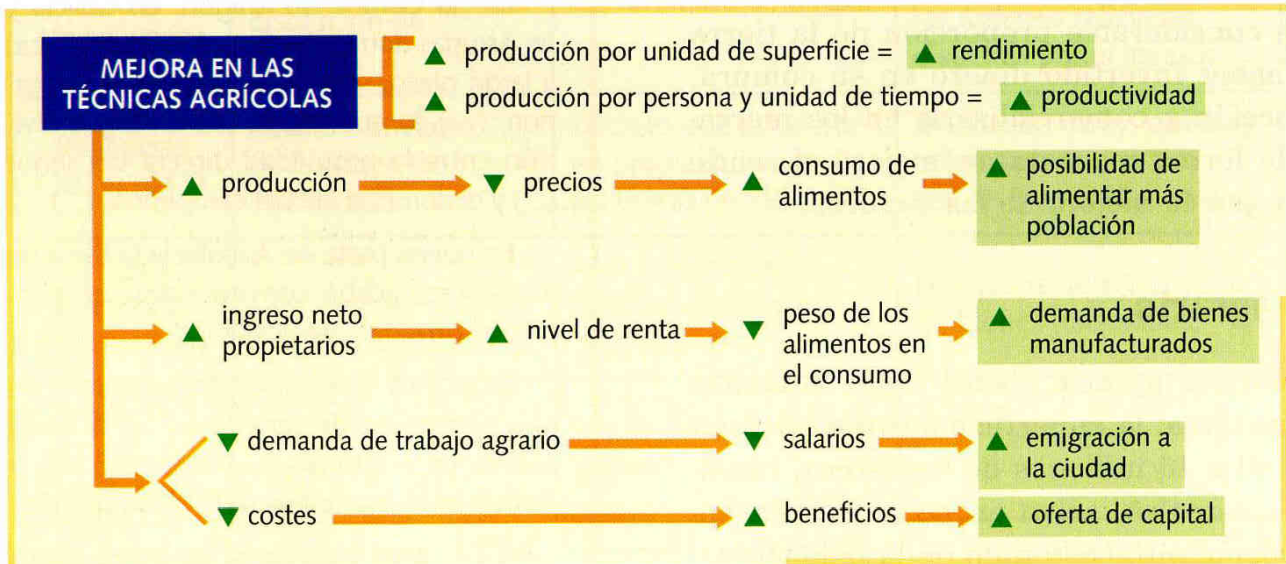 MEJORA EN LAS
TÉCNICAS AGRÍCOLAS
▲ producción por unidad de superficie = ▲ rendimiento
▲ producción por persona y unidad de tiempo = ▲ productividad
▲ producción
▼ precios
▲ consumo de
alimentos
▲ posibilidad de
alimentar más
población
▲ ingreso neto
propietarios
▲ nivel de renta
▼ peso de los
alimentos en
el consumo
▲ demanda de bienes
manufacturados
▼ demanda de trabajo agrario
▼ salarios
▲ emigración a
la ciudad
▼ costes
▲ beneficios
▲ oferta de capital